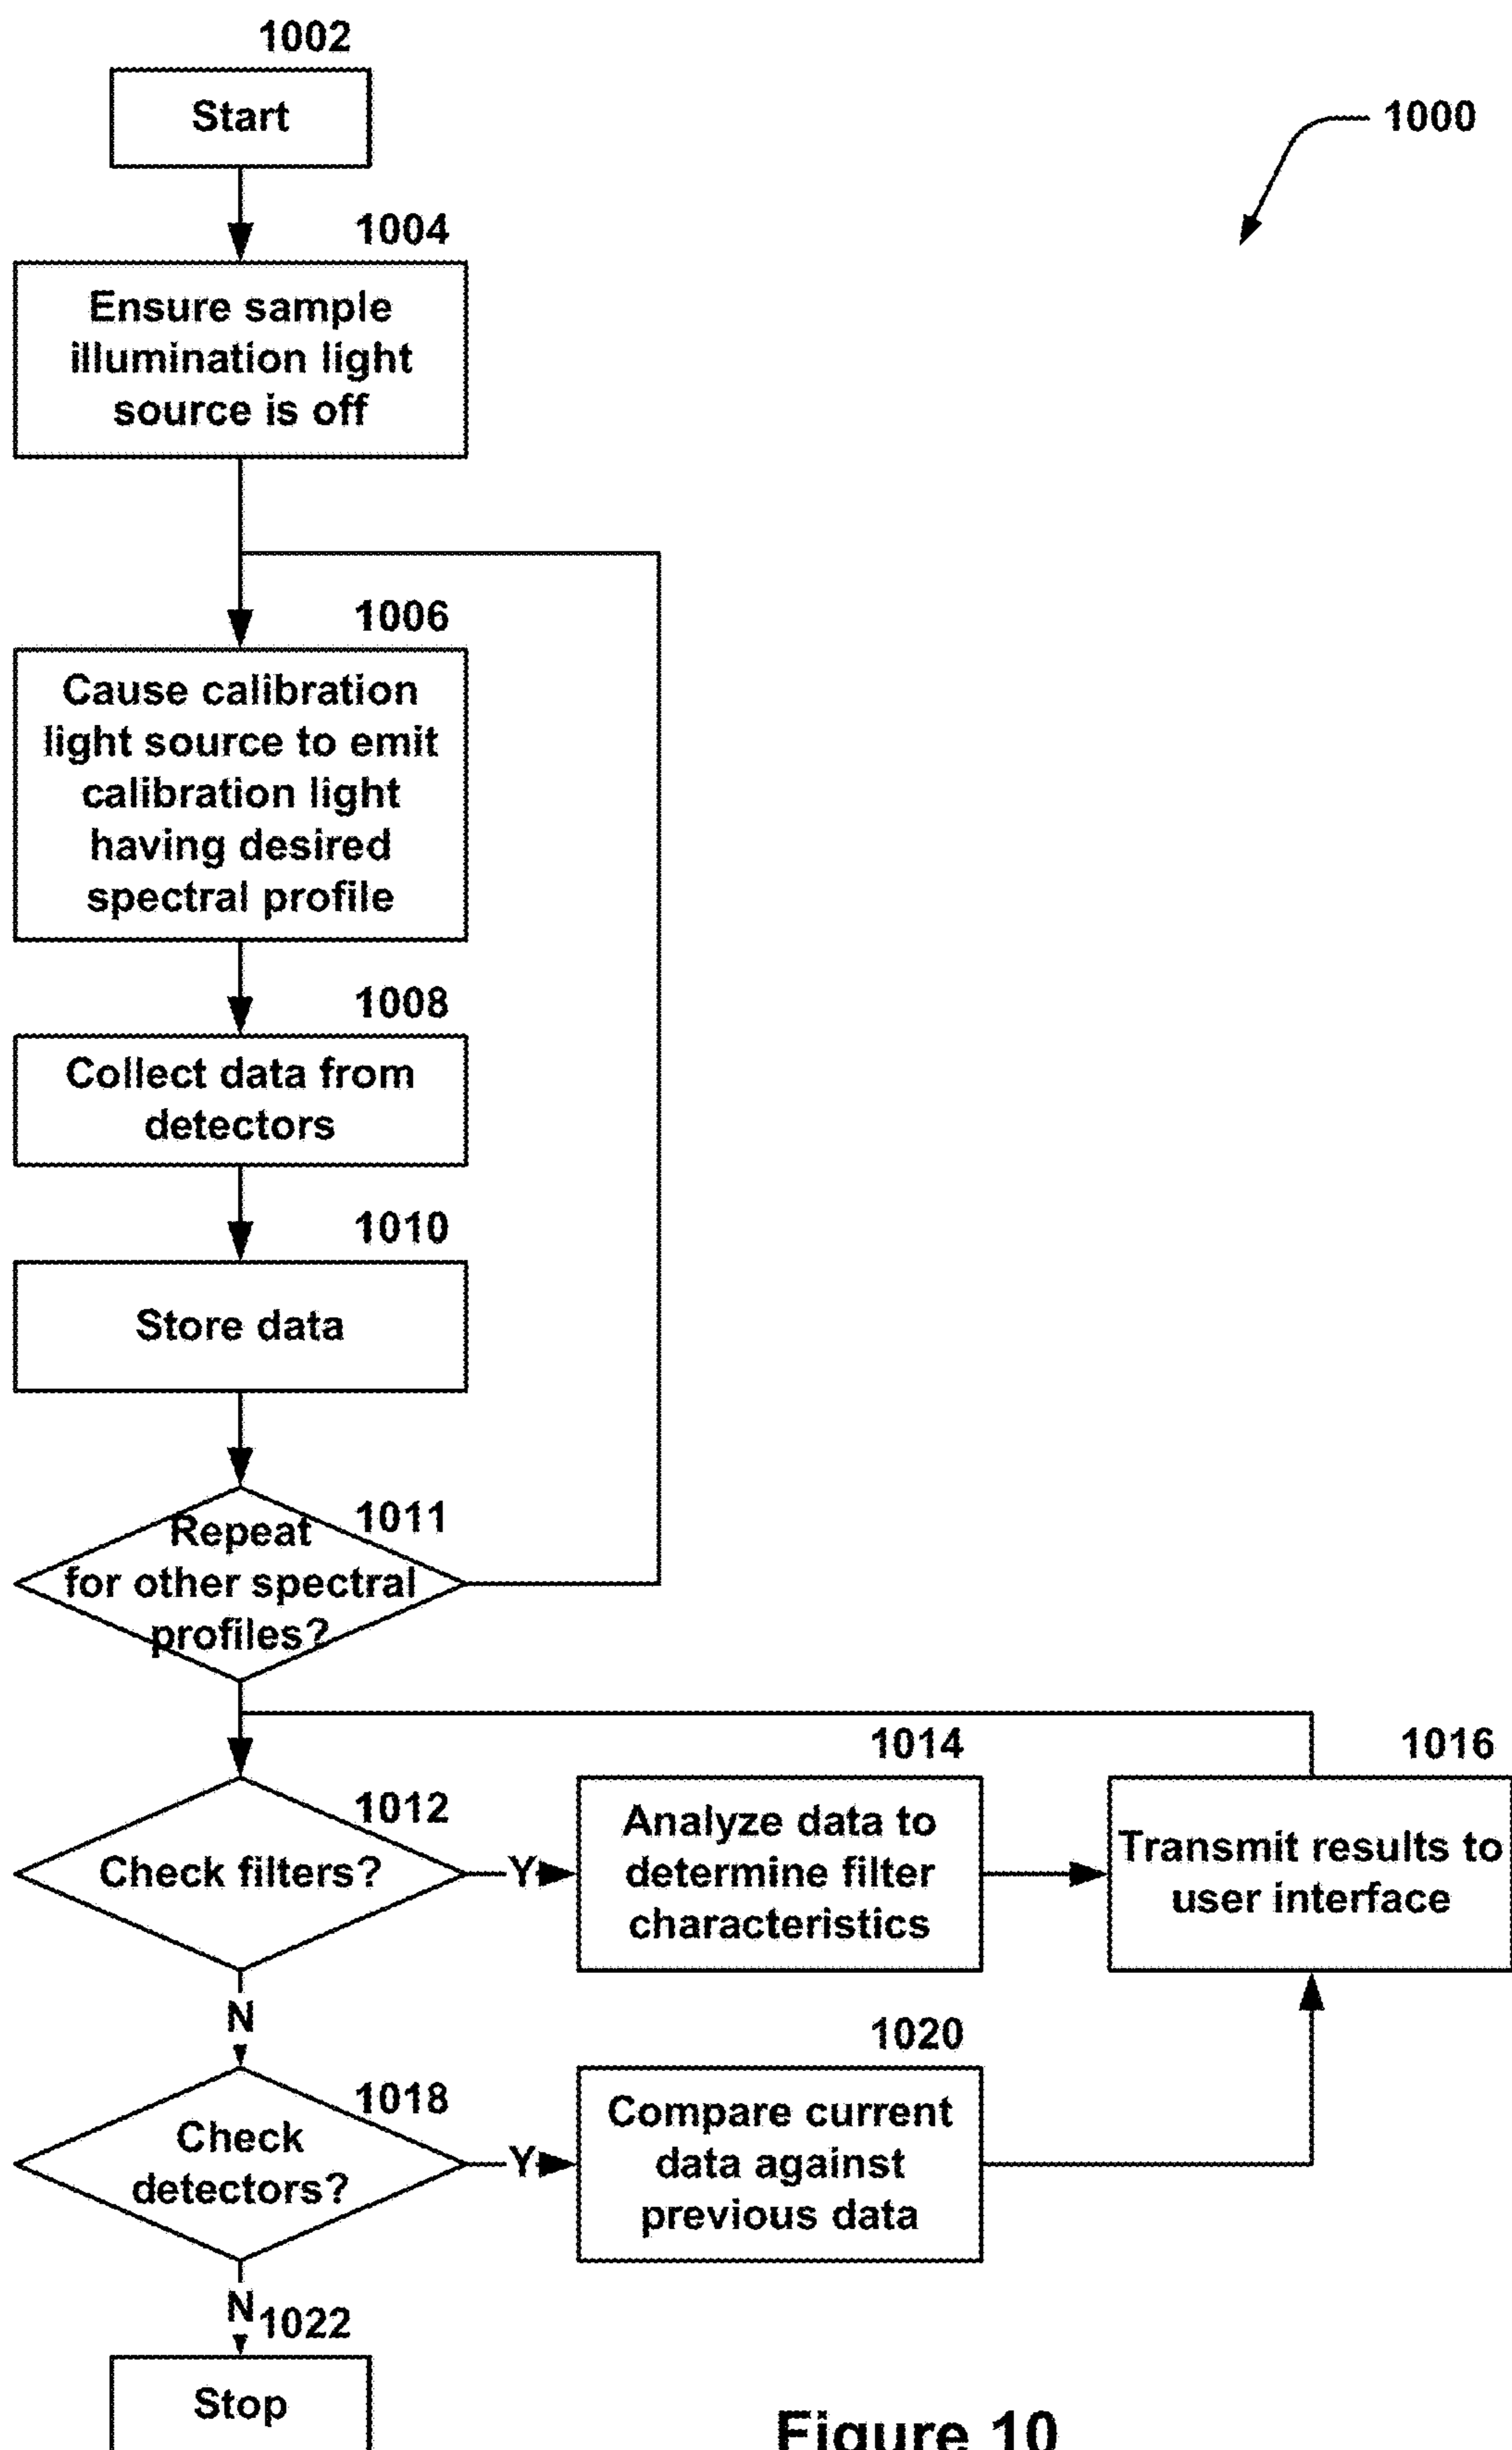 1002
Start
1000
1004
Ensure sample
illumination light
source is off
1006
Cause calibration
light source to emit
calibration light
having desired
spectral profile
1008
Collect data from
detectors
1010
Store data
1011
Repeat
for other spectral
profiles?
1012
Check filters?
Y
1014
Analyze data to
determine filter
characteristics
1016
Transmit results to
user interface
N
1018
Check
detectors?
Y
1020
Compare current
data against
previous data
N
1022
Stop
Figure 10